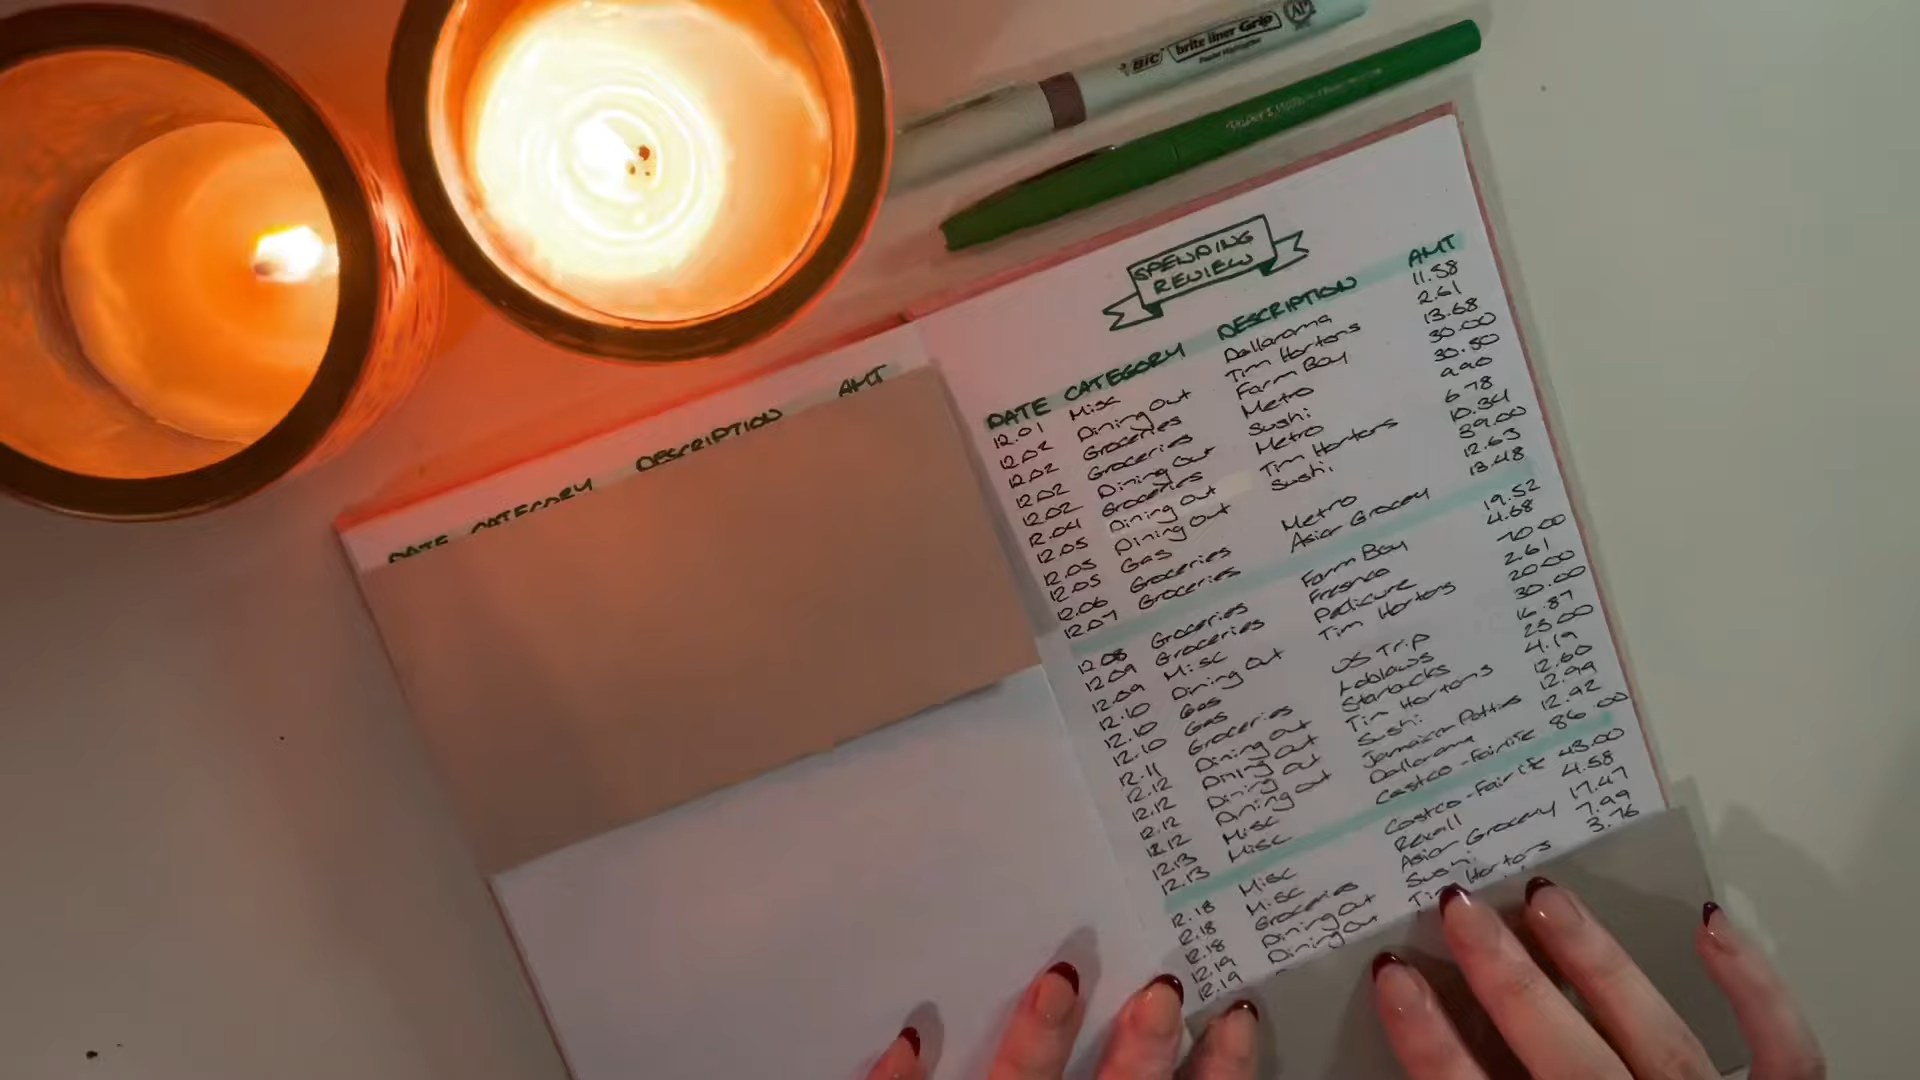 DATE CATEGORY DESCRIPTION AMT
SPENDING
REVIEW
DATE CATEGORY DESCRIPTION AMT
12.01 Misc Dollarama 11.58
12.02 Dining Out Tim Hortons 2.61
12.02 Groceries Farm Boy 13.68
12.02 Groceries Metro 30.00
12.02 Dining Out Sushi 30.50
12.04 Groceries Metro 9.90
12.05 Dining Out Tim Hortons 6.78
12.05 Dining Out Sushi 10.34
12.05 Gas 39.00
12.06 Groceries Metro 12.63
12.07 Groceries Asian Grocery 13.48
12.08 Groceries Farm Boy 19.52
12.09 Groceries Freshco 4.68
12.09 Misc Pedicure 70.00
12.10 Dining Out Tim Hortons 2.61
12.10 Gas 20.00
Gas US Trip 30.00
12.11 Groceries Loblaws 16.87
12.12 Dining Out Starbucks 25.00
12.12 Dining Out Tim Hortons 4.19
12.12 Dining Out Sushi 12.60
12.12 Dining Out Jamaican Patties 12.99
12.13 Misc Dollarama 12.92
12.13 Misc Costco - Fairlife 86.00
12.18 Misc Costco - Fairlife 43.00
12.18 Misc Rexall 4.58
12.18 Groceries Asian Grocery 17.47
12.19 Dining Out Sushi 7.99
12.19 Dining Out Tim Hortons 3.76
BIC brite liner Grip AP